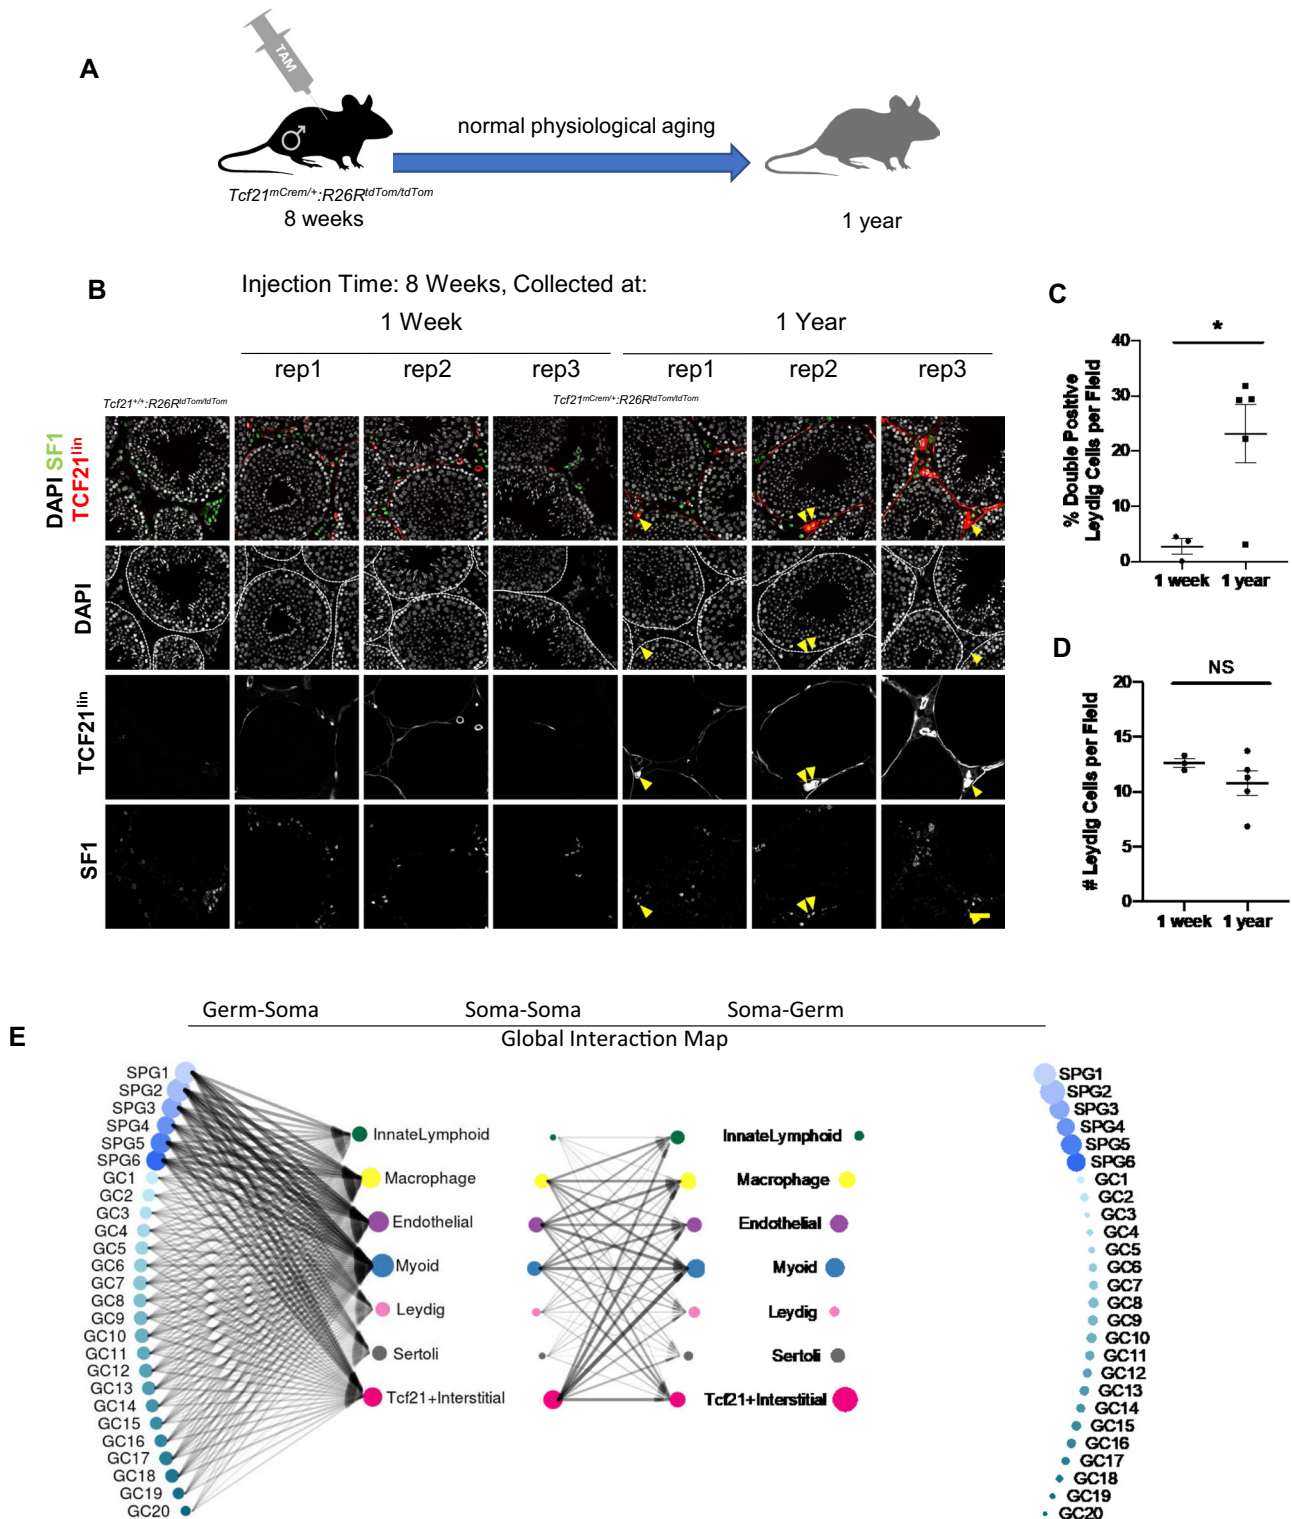 A
TAM
♂
normal physiological aging
Tcf21mCrem/+:R26RtdTom/tdTom
8 weeks
1 year
B
Injection Time: 8 Weeks, Collected at:
1 Week
1 Year
rep1
rep2
rep3
rep1
rep2
rep3
Tcf21+/+:R26RtdTom/tdTom
Tcf21mCrem/+:R26RtdTom/tdTom
DAPI SF1
TCF21lin
DAPI
TCF21lin
SF1
C
% Double Positive
Leydig Cells per Field
40
30
20
10
0
*
1 week
1 year
D
# Leydig Cells per Field
20
15
10
5
0
NS
1 week
1 year
E
Germ-Soma
Soma-Soma
Soma-Germ
Global Interaction Map
SPG1
SPG2
SPG3
SPG4
SPG5
SPG6
GC1
GC2
GC3
GC4
GC5
GC6
GC7
GC8
GC9
GC10
GC11
GC12
GC13
GC14
GC15
GC16
GC17
GC18
GC19
GC20
InnateLymphoid
Macrophage
Endothelial
Myoid
Leydig
Sertoli
Tcf21+Interstitial
InnateLymphoid
Macrophage
Endothelial
Myoid
Leydig
Sertoli
Tcf21+Interstitial
SPG1
SPG2
SPG3
SPG4
SPG5
SPG6
GC1
GC2
GC3
GC4
GC5
GC6
GC7
GC8
GC9
GC10
GC11
GC12
GC13
GC14
GC15
GC16
GC17
GC18
GC19
GC20